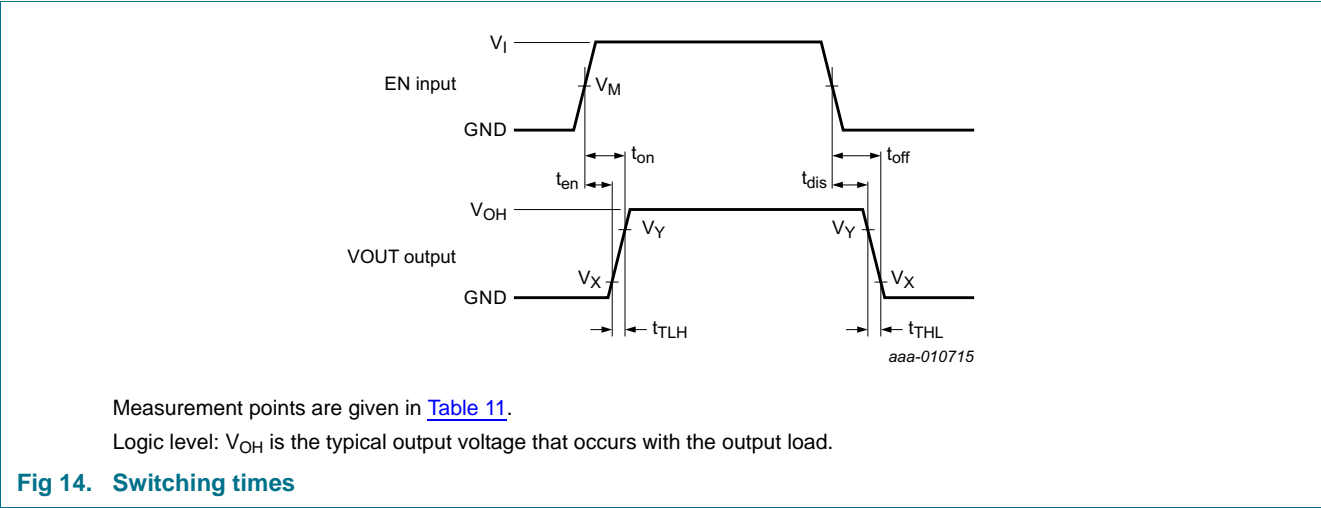 V_I
EN input
V_M
GND
t_on
t_off
t_en
t_dis
V_OH
V_Y
V_Y
VOUT output
V_X
V_X
GND
t_TLH
t_THL
aaa-010715
Measurement points are given in Table 11.
Logic level: V_OH is the typical output voltage that occurs with the output load.
Fig 14. Switching times